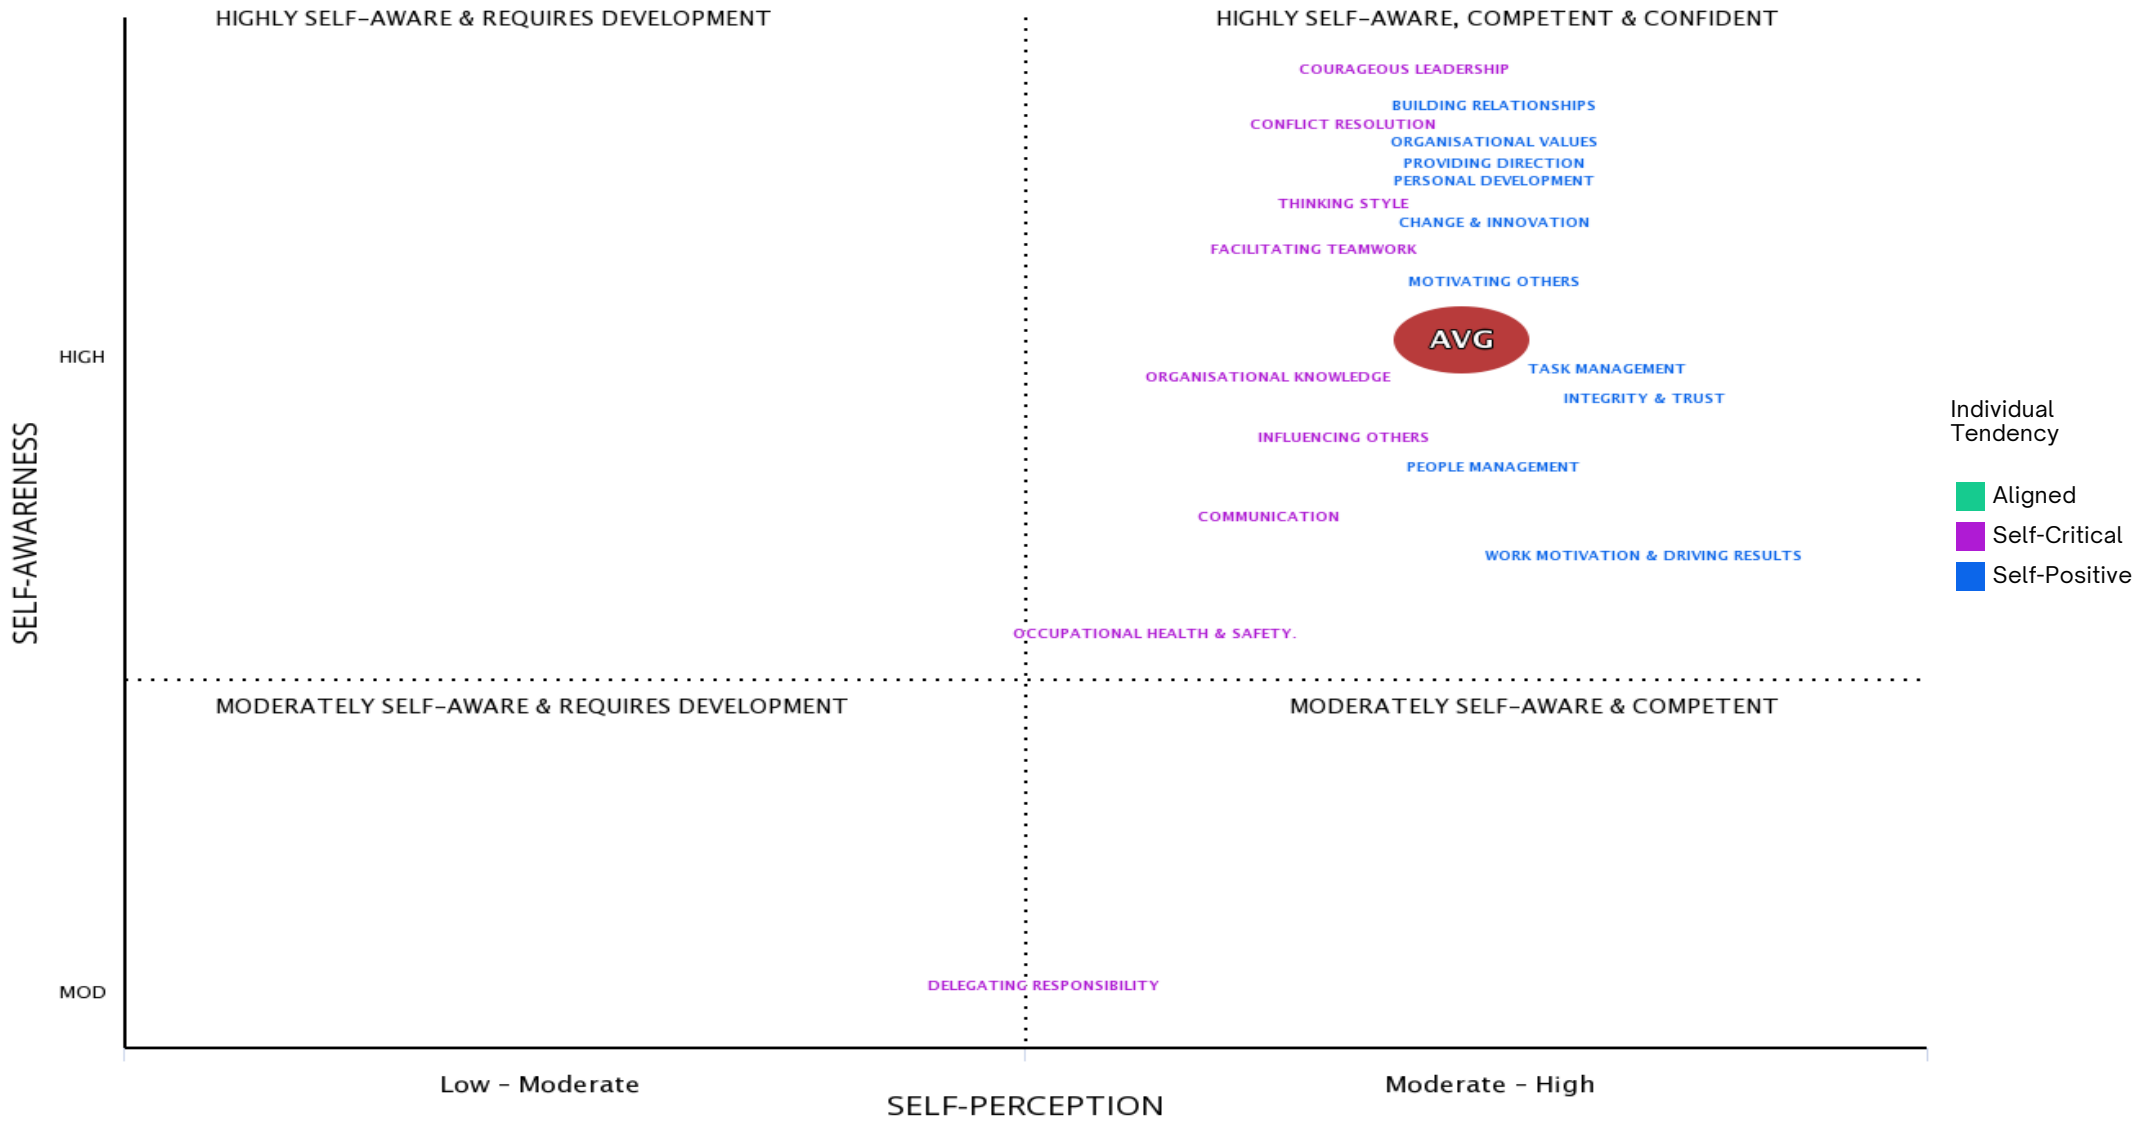 HIGHLY SELF-AWARE & REQUIRES DEVELOPMENT
HIGHLY SELF-AWARE, COMPETENT & CONFIDENT
COURAGEOUS LEADERSHIP
BUILDING RELATIONSHIPS
CONFLICT RESOLUTION
ORGANISATIONAL VALUES
PROVIDING DIRECTION
PERSONAL DEVELOPMENT
THINKING STYLE
CHANGE & INNOVATION
FACILITATING TEAMWORK
MOTIVATING OTHERS
AVG
HIGH
TASK MANAGEMENT
ORGANISATIONAL KNOWLEDGE
INTEGRITY & TRUST
INFLUENCING OTHERS
PEOPLE MANAGEMENT
COMMUNICATION
WORK MOTIVATION & DRIVING RESULTS
OCCUPATIONAL HEALTH & SAFETY.
SELF-AWARENESS
MODERATELY SELF-AWARE & REQUIRES DEVELOPMENT
MODERATELY SELF-AWARE & COMPETENT
DELEGATING RESPONSIBILITY
MOD
Low - Moderate
Moderate - High
SELF-PERCEPTION
Individual
Tendency
Aligned
Self-Critical
Self-Positive